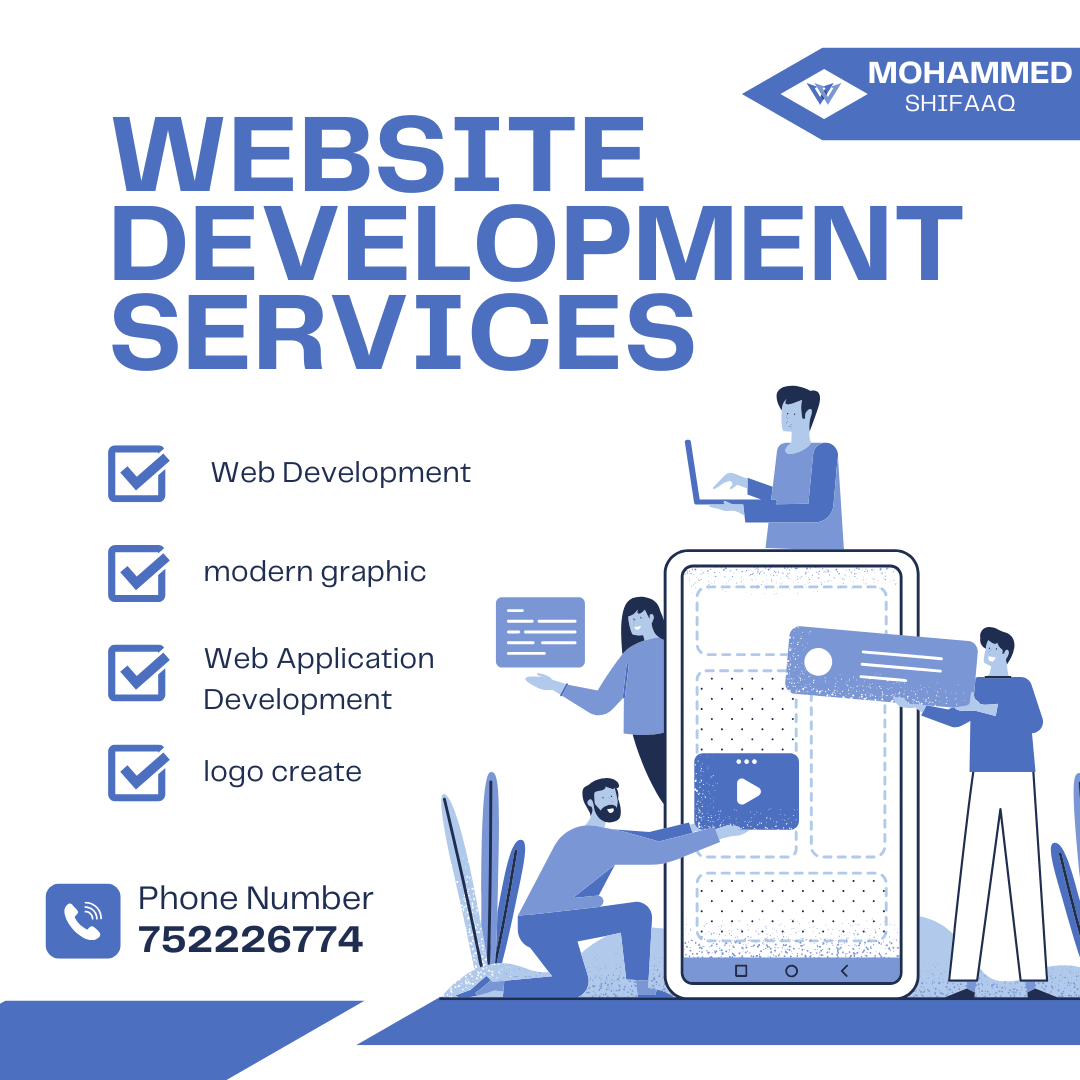 MOHAMMED
SHIFAAQ
WEBSITE
DEVELOPMENT
SERVICES
Web Development
modern graphic
Web Application
Development
logo create
Phone Number
752226774